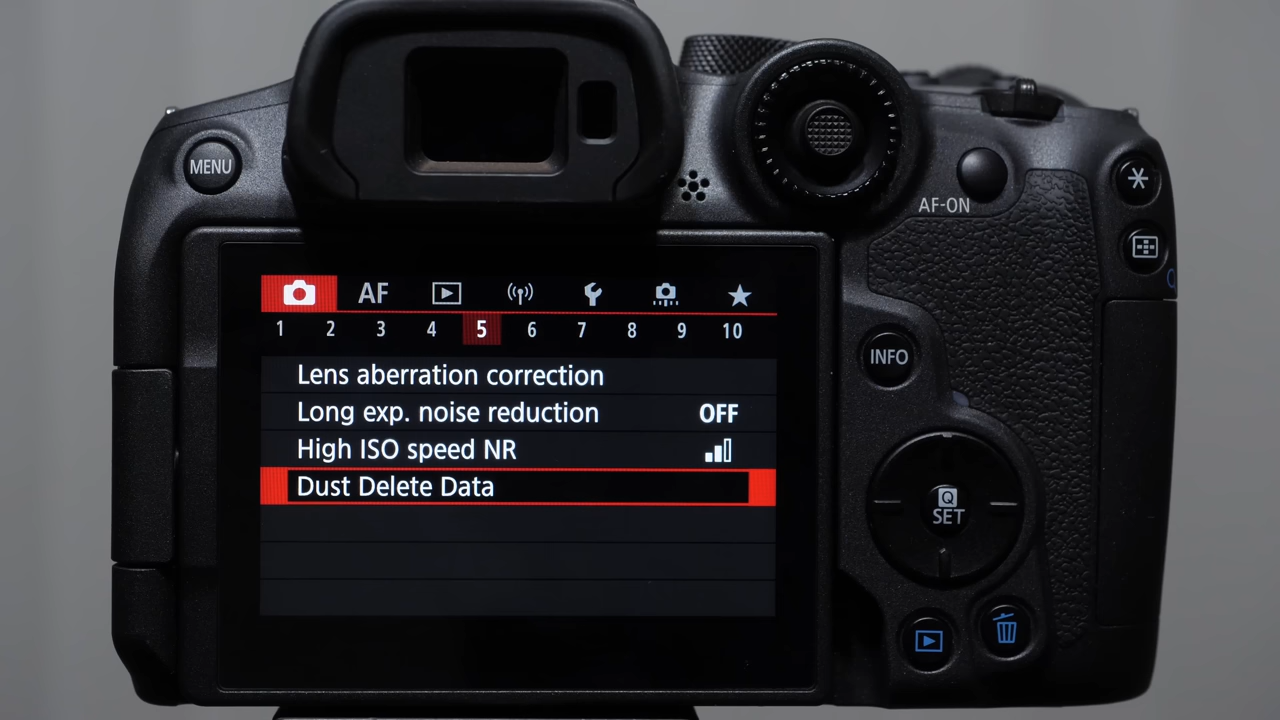 MENU
AF-ON
AF
1 2 3 4 5 6 7 8 9 10
Lens aberration correction
Long exp. noise reduction OFF
High ISO speed NR
Dust Delete Data
INFO
Q
SET